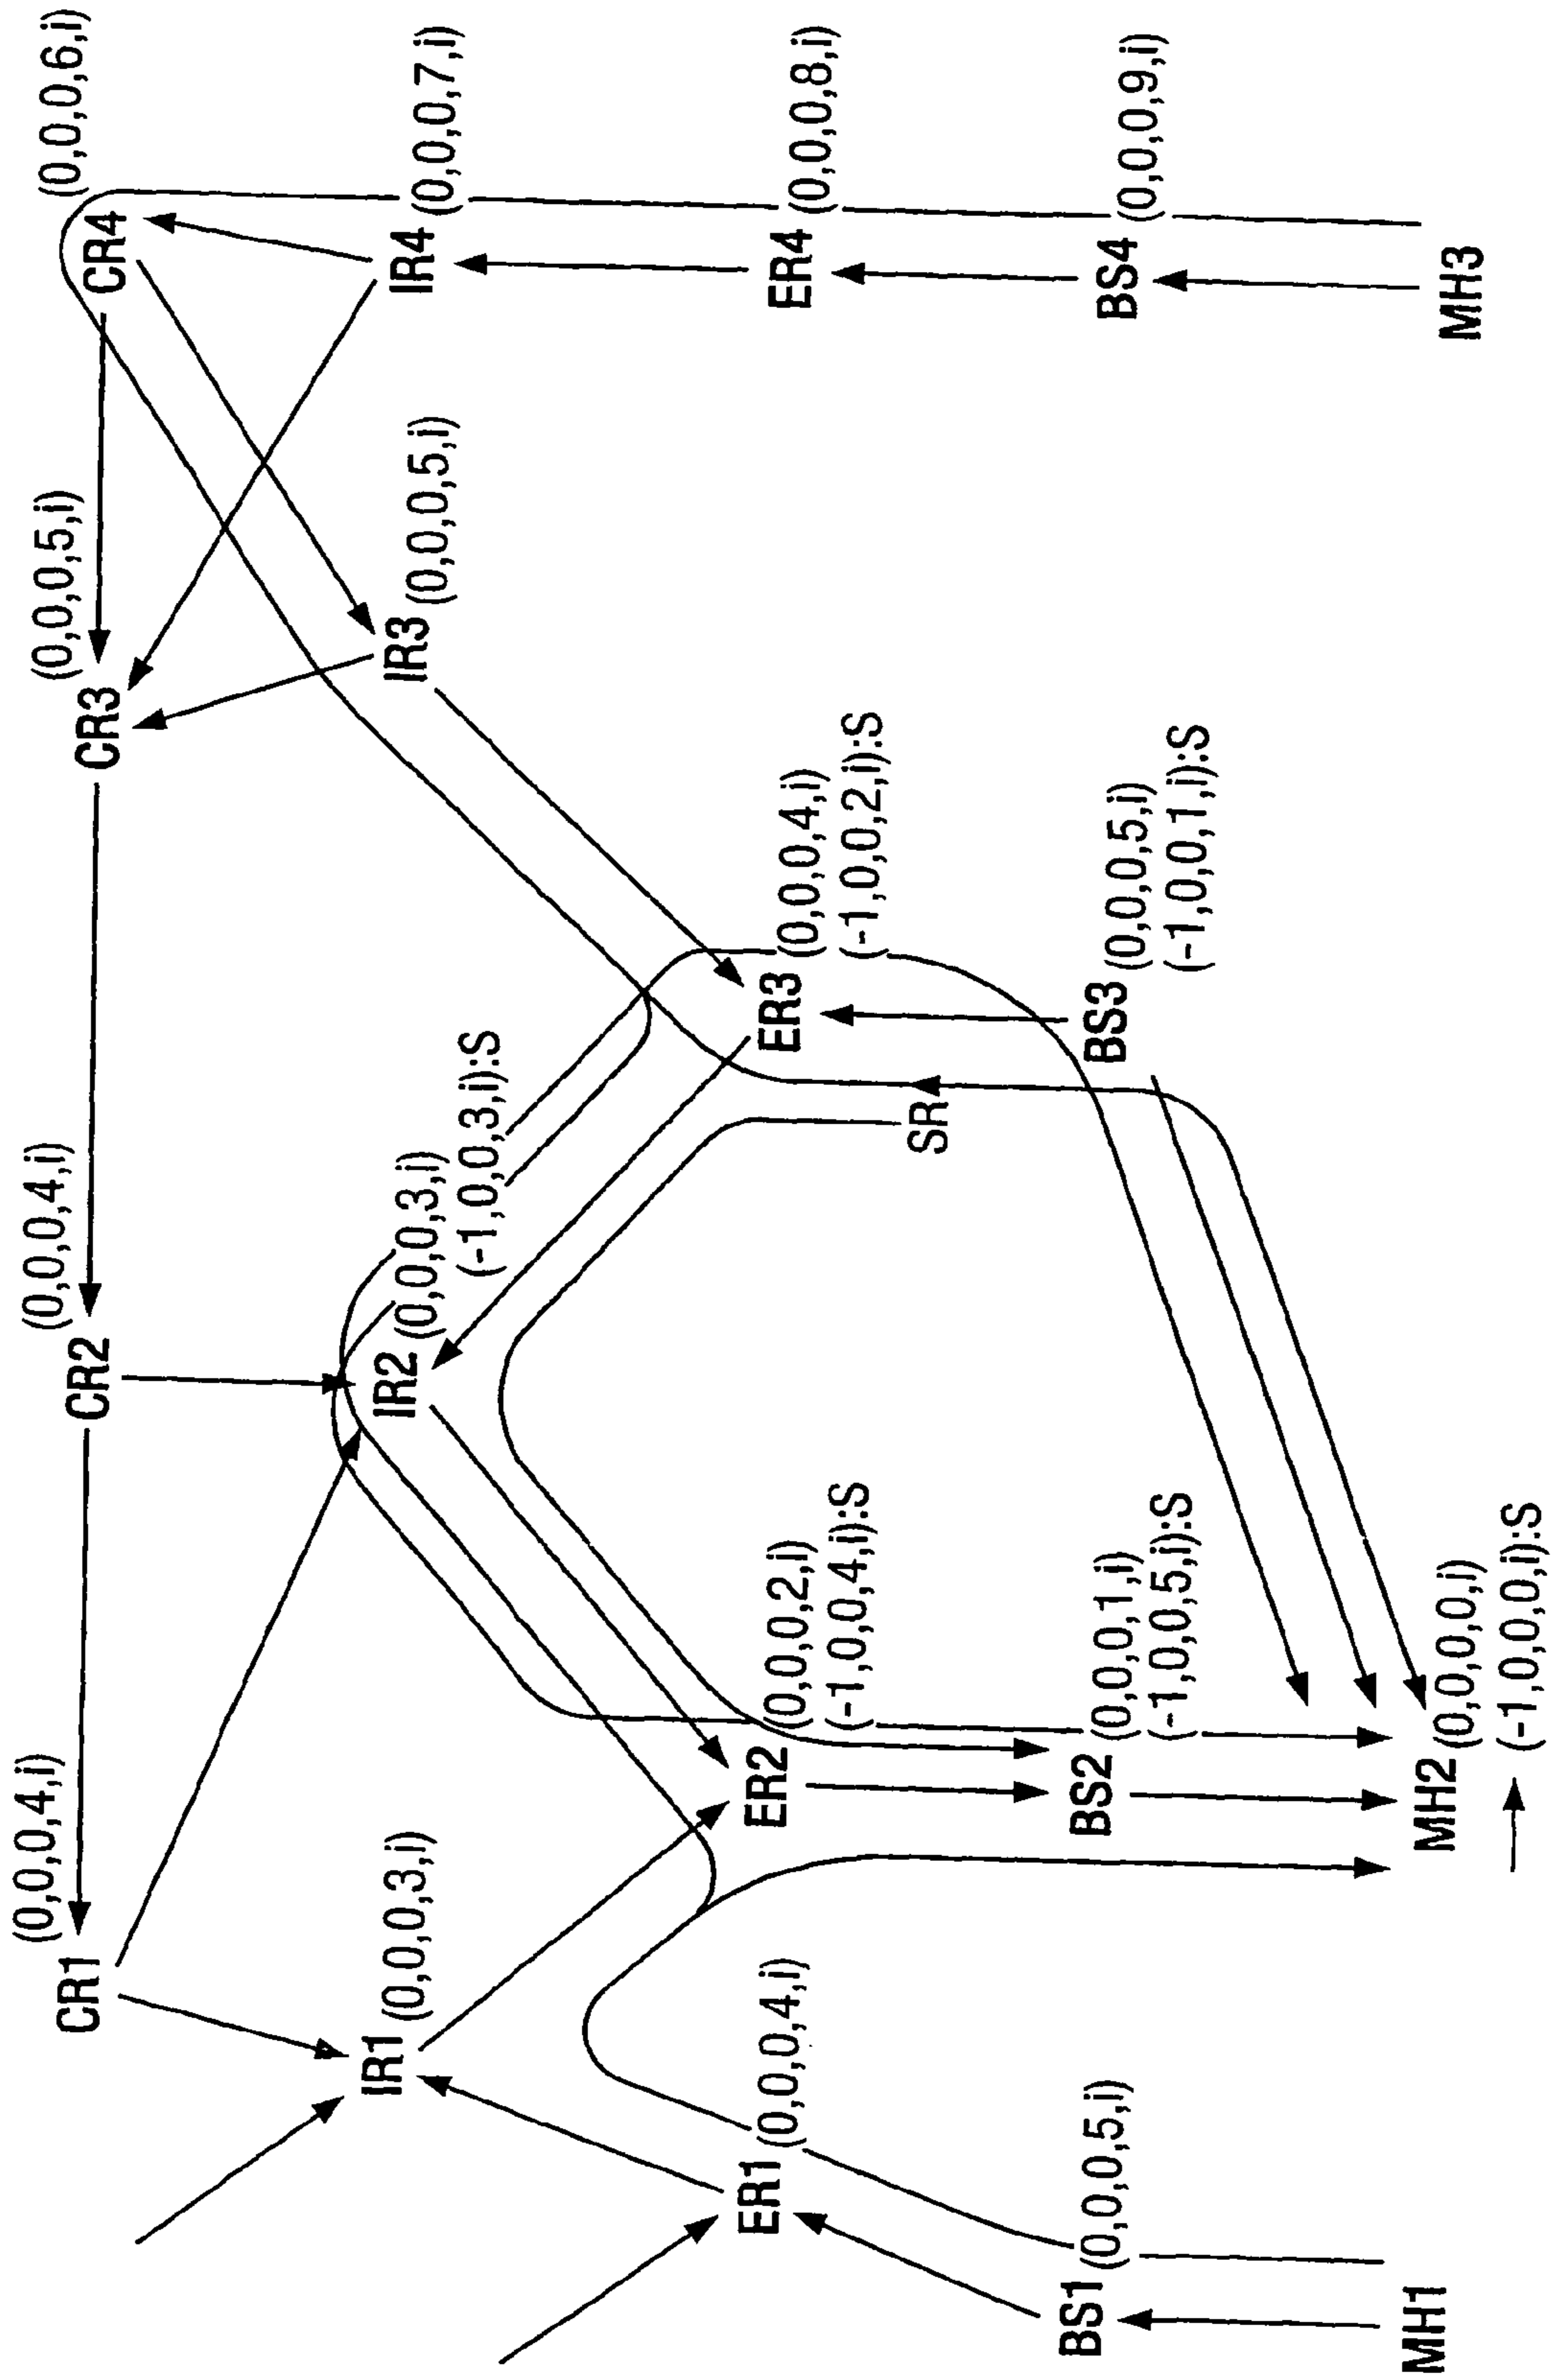 CR1 (0,0,0,4,i)
CR2 (0,0,0,4,i)
CR3 (0,0,0,5,i)
CR4 (0,0,0,6,i)
IR1 (0,0,0,3,i)
IR2 (0,0,0,3,i)
(-1,0,0,3,i):S
IR3 (0,0,0,5,i)
IR4 (0,0,0,7,i)
ER1 (0,0,0,4,i)
ER2 (0,0,0,2,i)
(-1,0,0,4,i):S
ER3 (0,0,0,4,i)
(-1,0,0,2,i):S
ER4 (0,0,0,8,i)
SR
BS1 (0,0,0,5,i)
BS2 (0,0,0,1,i)
(-1,0,0,5,i):S
BS3 (0,0,0,5,i)
(-1,0,0,1,i):S
BS4 (0,0,0,9,i)
MH1
MH2 (0,0,0,0,i)
(-1,0,0,0,i):S
MH3